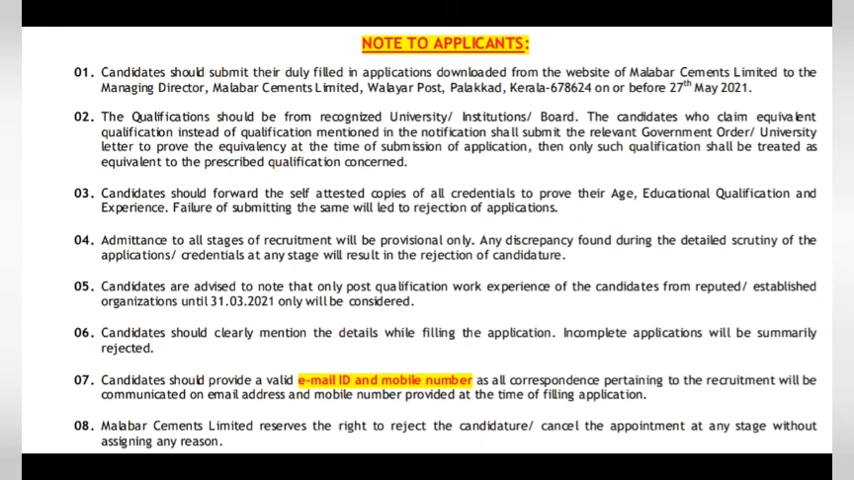 NOTE TO APPLICANTS:
01. Candidates should submit their duly filled in applications downloaded from the website of Malabar Cements Limited to the
Managing Director, Malabar Cements Limited, Walayar Post, Palakkad, Kerala-678624 on or before 27th May 2021.
02. The Qualifications should be from recognized University/ Institutions/ Board. The candidates who claim equivalent
qualification instead of qualification mentioned in the notification shall submit the relevant Government Order/ University
letter to prove the equivalency at the time of submission of application, then only such qualification shall be treated as
equivalent to the prescribed qualification concerned.
03. Candidates should forward the self attested copies of all credentials to prove their Age, Educational Qualification and
Experience. Failure of submitting the same will led to rejection of applications.
04. Admittance to all stages of recruitment will be provisional only. Any discrepancy found during the detailed scrutiny of the
applications/ credentials at any stage will result in the rejection of candidature.
05. Candidates are advised to note that only post qualification work experience of the candidates from reputed/ established
organizations until 31.03.2021 only will be considered.
06. Candidates should clearly mention the details while filling the application. Incomplete applications will be summarily
rejected.
07. Candidates should provide a valid e-mail ID and mobile number as all correspondence pertaining to the recruitment will be
communicated on email address and mobile number provided at the time of filling application.
08. Malabar Cements Limited reserves the right to reject the candidature/ cancel the appointment at any stage without
assigning any reason.